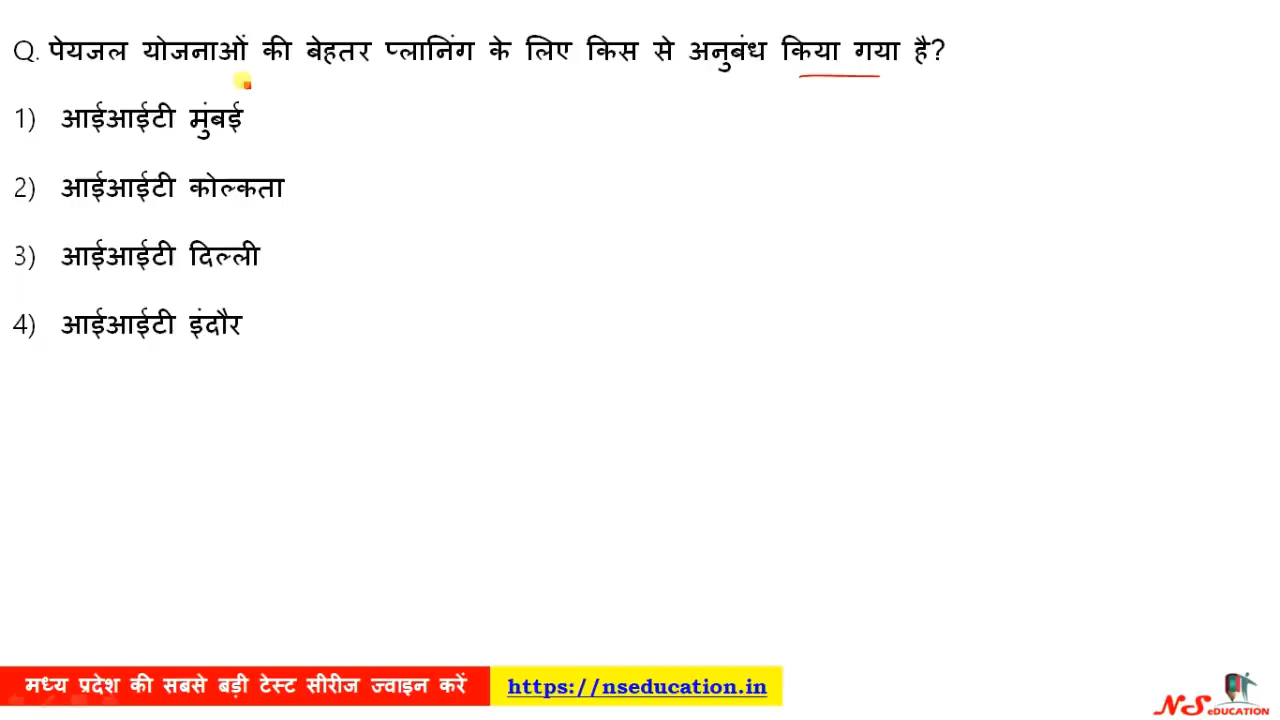 Q. पेयजल योजनाओं की बेहतर प्लानिंग के लिए किस से अनुबंध किया गया है?
1) आईआईटी मुंबई
2) आईआईटी कोल्कता
3) आईआईटी दिल्ली
4) आईआईटी इंदौर
मध्य प्रदेश की सबसे बड़ी टेस्ट सीरीज ज्वाइन करें https://nseducation.in
NS eDUCATION